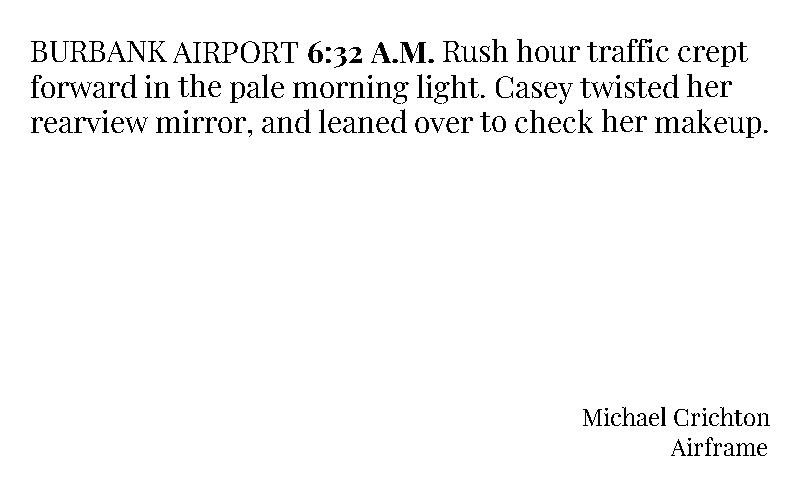 BURBANK AIRPORT 6:32 A.M. Rush hour traffic crept
forward in the pale morning light. Casey twisted her
rearview mirror, and leaned over to check her makeup.
Michael Crichton
Airframe